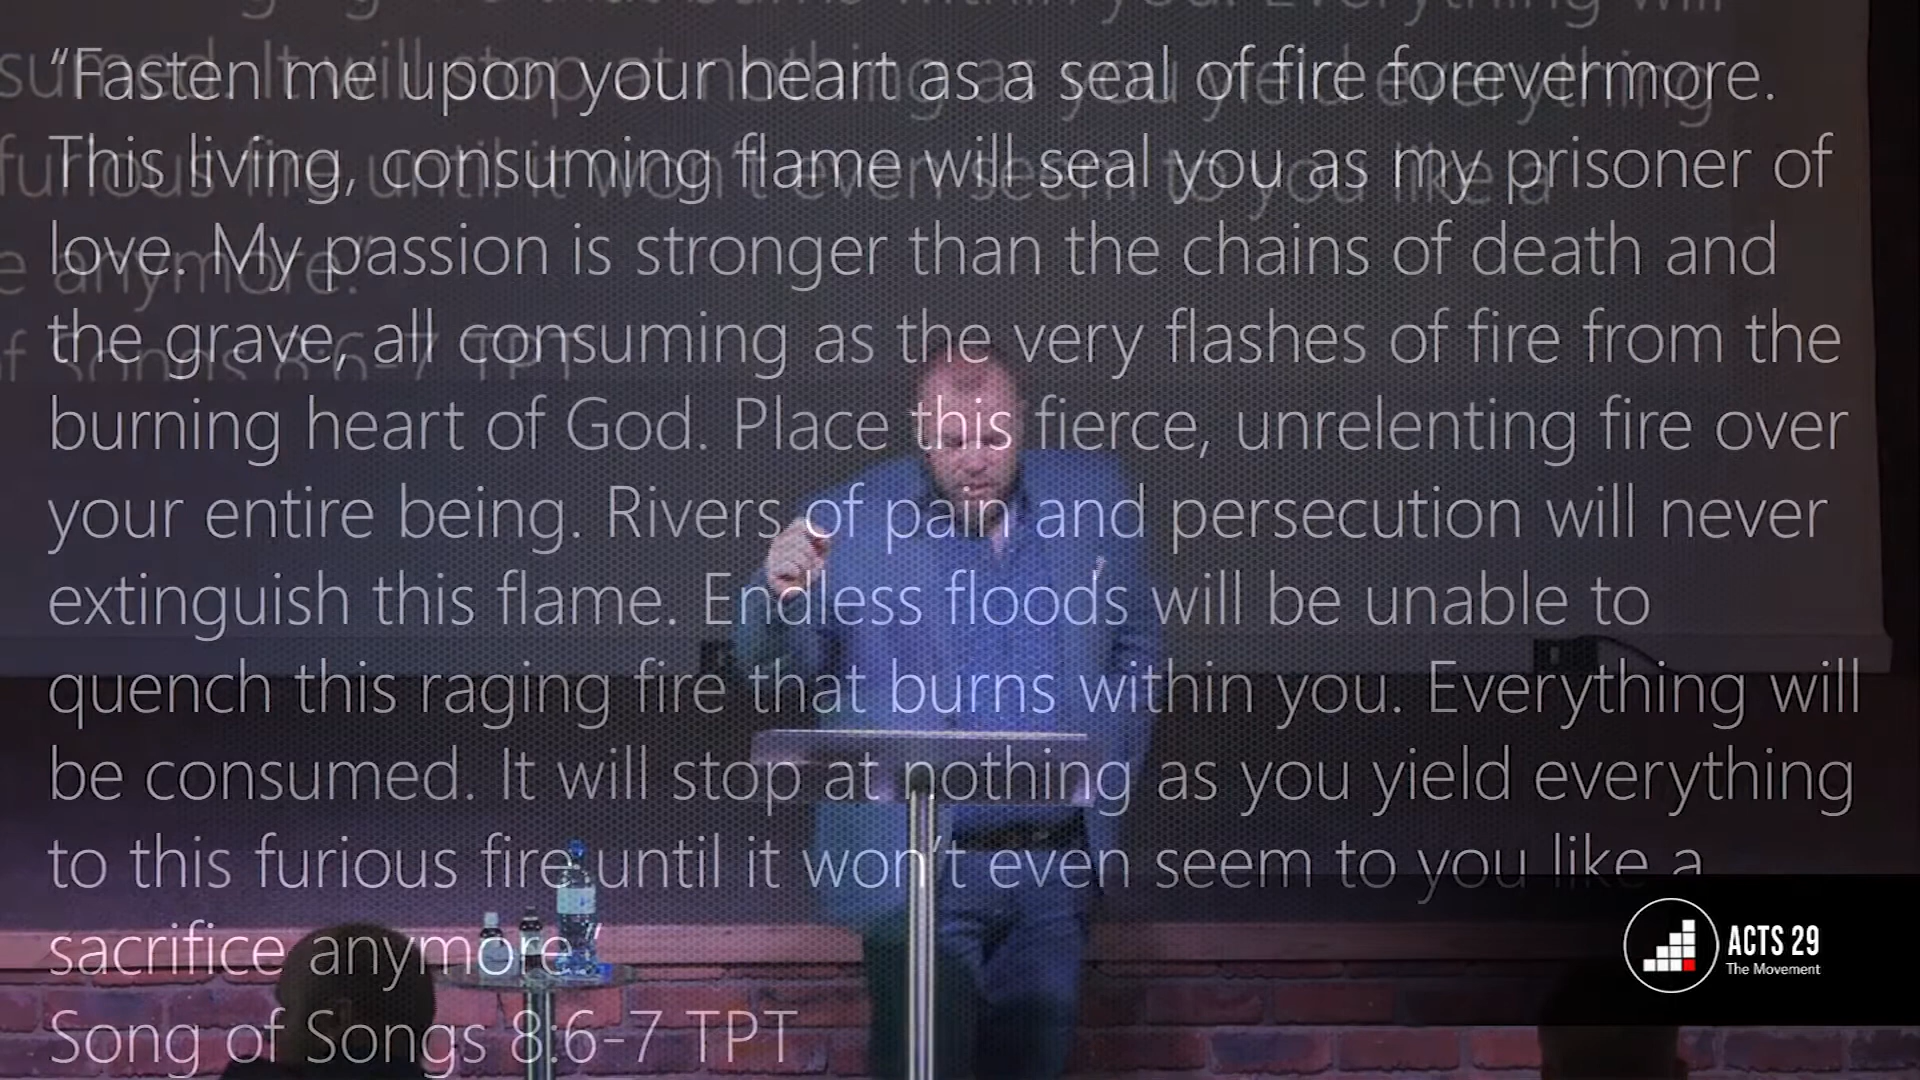 “Fasten me upon your heart as a seal of fire forevermore.
This living, consuming flame will seal you as my prisoner of
love. My passion is stronger than the chains of death and
the grave, all consuming as the very flashes of fire from the
burning heart of God. Place this fierce, unrelenting fire over
your entire being. Rivers of pain and persecution will never
extinguish this flame. Endless floods will be unable to
quench this raging fire that burns within you. Everything will
be consumed. It will stop at nothing as you yield everything
to this furious fire until it won’t even seem to you like a
sacrifice anymore.”
Song of Songs 8:6-7 TPT
ACTS 29
The Movement